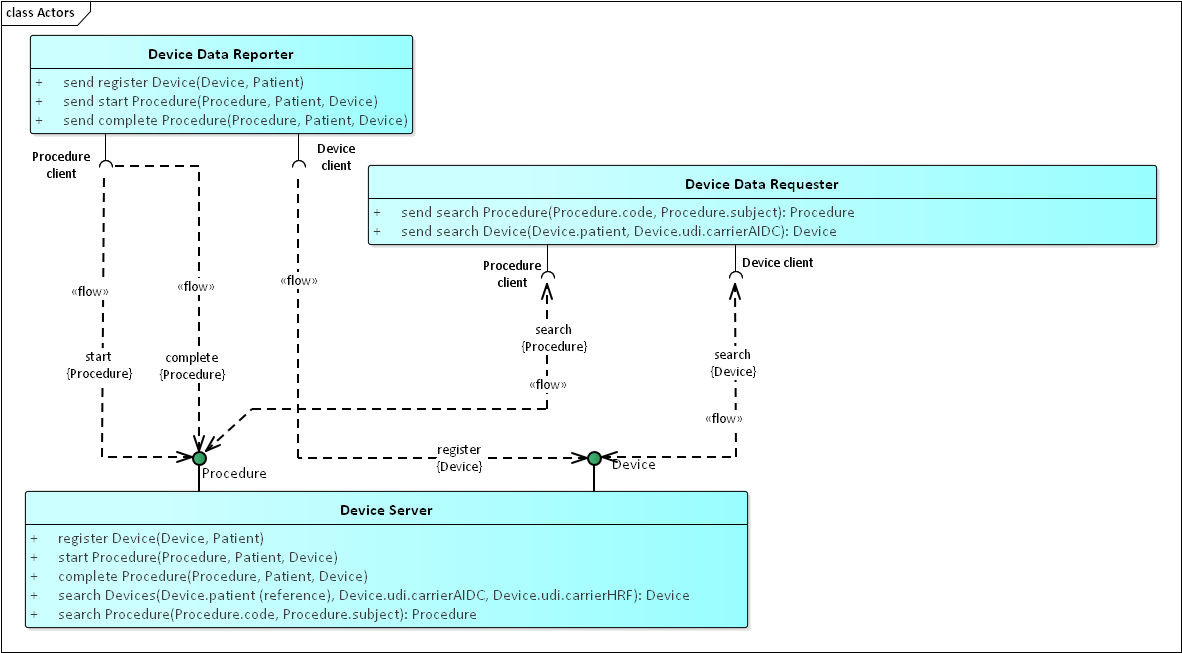 class Actors
Device Data Reporter
+ send register Device(Device, Patient)
+ send start Procedure(Procedure, Patient, Device)
+ send complete Procedure(Procedure, Patient, Device)
Procedure
client
Device
client
Device Data Requester
+ send search Procedure(Procedure.code, Procedure.subject): Procedure
+ send search Device(Device.patient, Device.udi.carrierAIDC): Device
Procedure
client
Device client
«flow»
«flow»
«flow»
start
{Procedure}
complete
{Procedure}
search
{Procedure}
«flow»
search
{Device}
«flow»
register
{Device}
Procedure
Device
Device Server
+ register Device(Device, Patient)
+ start Procedure(Procedure, Patient, Device)
+ complete Procedure(Procedure, Patient, Device)
+ search Devices(Device.patient (reference), Device.udi.carrierAIDC, Device.udi.carrierHRF): Device
+ search Procedure(Procedure.code, Procedure.subject): Procedure